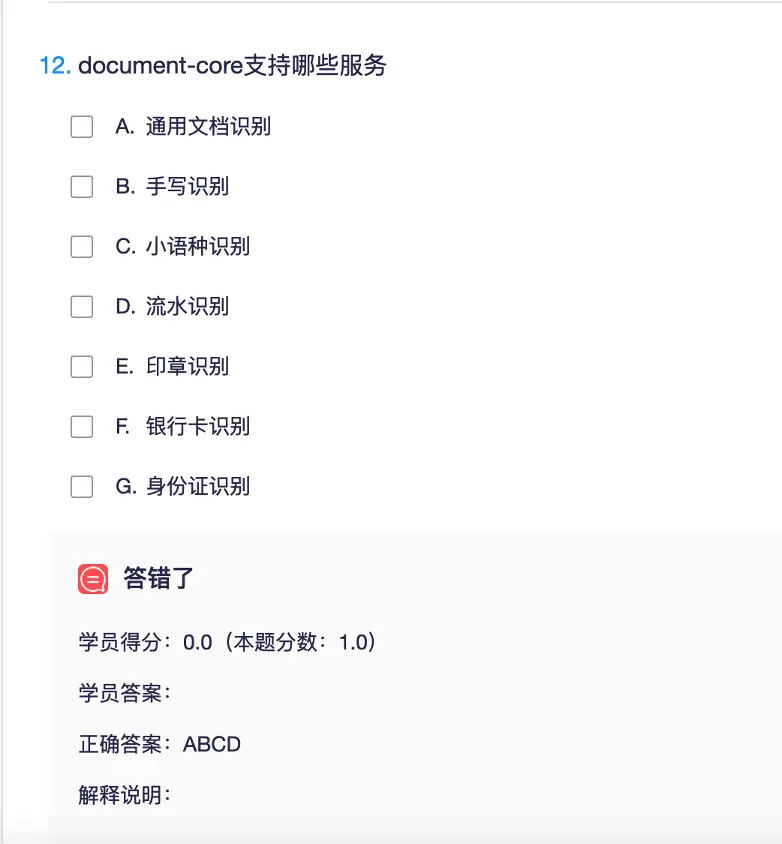 12. document-core支持哪些服务
A. 通用文档识别
B. 手写识别
C. 小语种识别
D. 流水识别
E. 印章识别
F. 银行卡识别
G. 身份证识别
答错了
学员得分：0.0（本题分数：1.0）
学员答案：
正确答案：ABCD
解释说明：